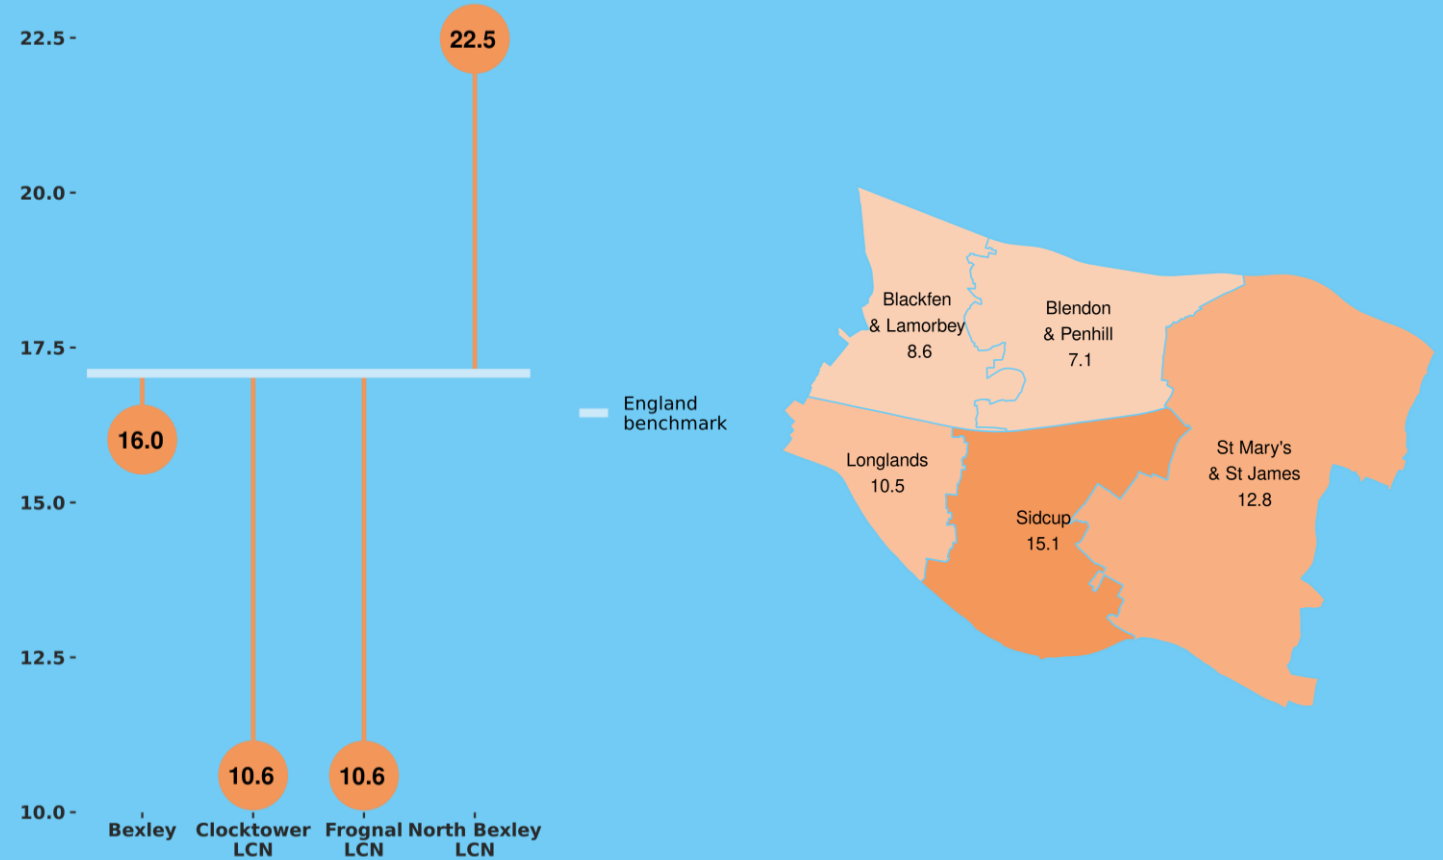 22.5
20.0
17.5
15.0
12.5
10.0
22.5
16.0
10.6
10.6
Bexley
Clocktower
LCN
Frognal
LCN
North Bexley
LCN
England
benchmark
Blackfen
& Lamorbey
8.6
Blendon
& Penhill
7.1
Longlands
10.5
Sidcup
15.1
St Mary's
& St James
12.8